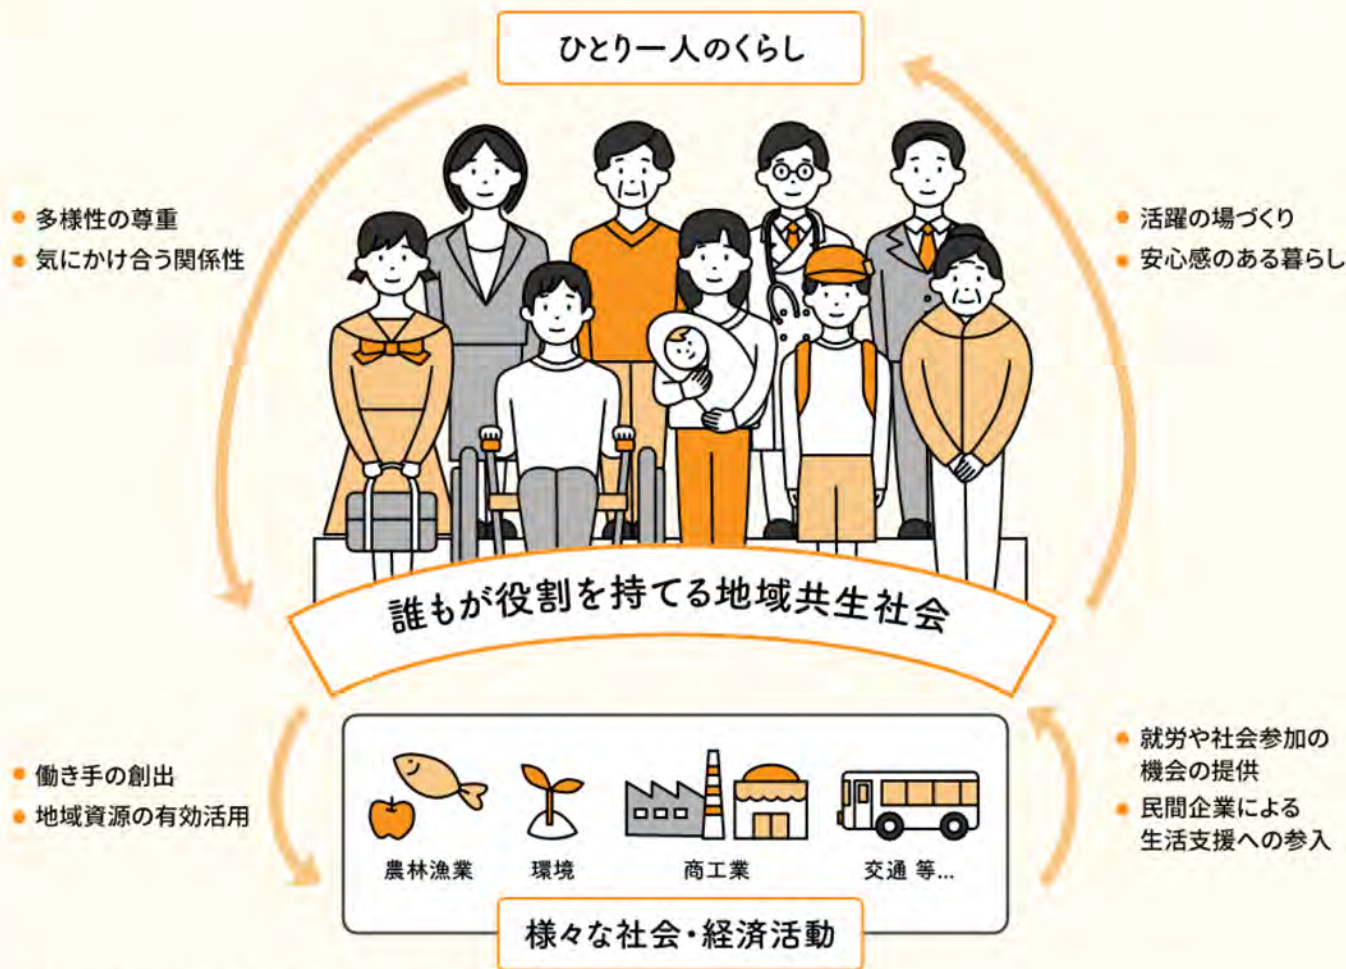 ひとり一人のくらし
● 多様性の尊重
● 気にかけ合う関係性
● 活躍の場づくり
● 安心感のある暮らし
誰もが役割を持てる地域共生社会
● 働き手の創出
● 地域資源の有効活用
● 就労や社会参加の
機会の提供
● 民間企業による
生活支援への参入
農林漁業
環境
商工業
交通 等...
様々な社会・経済活動